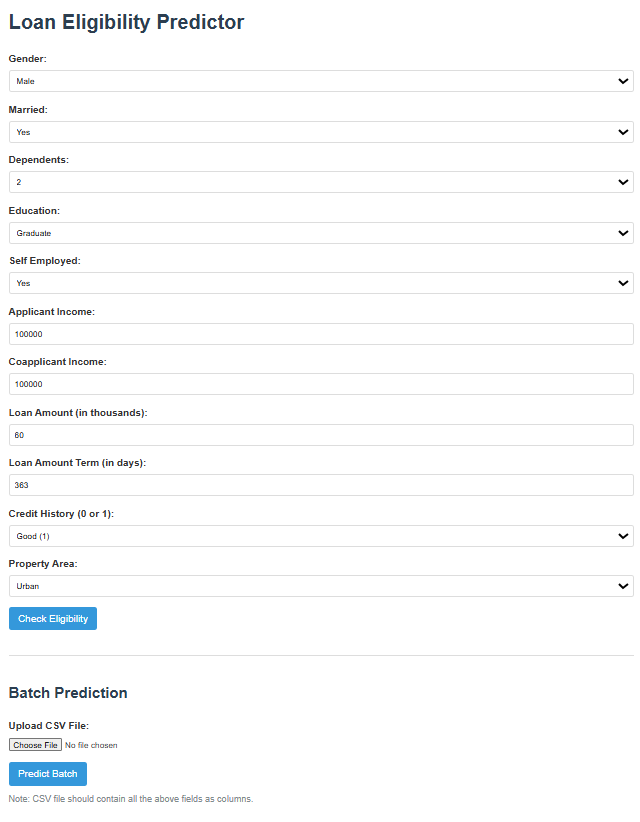 Loan Eligibility Predictor
Gender:
Male
Married:
Yes
Dependents:
2
Education:
Graduate
Self Employed:
Yes
Applicant Income:
100000
Coapplicant Income:
100000
Loan Amount (in thousands):
60
Loan Amount Term (in days):
363
Credit History (0 or 1):
Good (1)
Property Area:
Urban
Check Eligibility
Batch Prediction
Upload CSV File:
Choose File No file chosen
Predict Batch
Note: CSV file should contain all the above fields as columns.